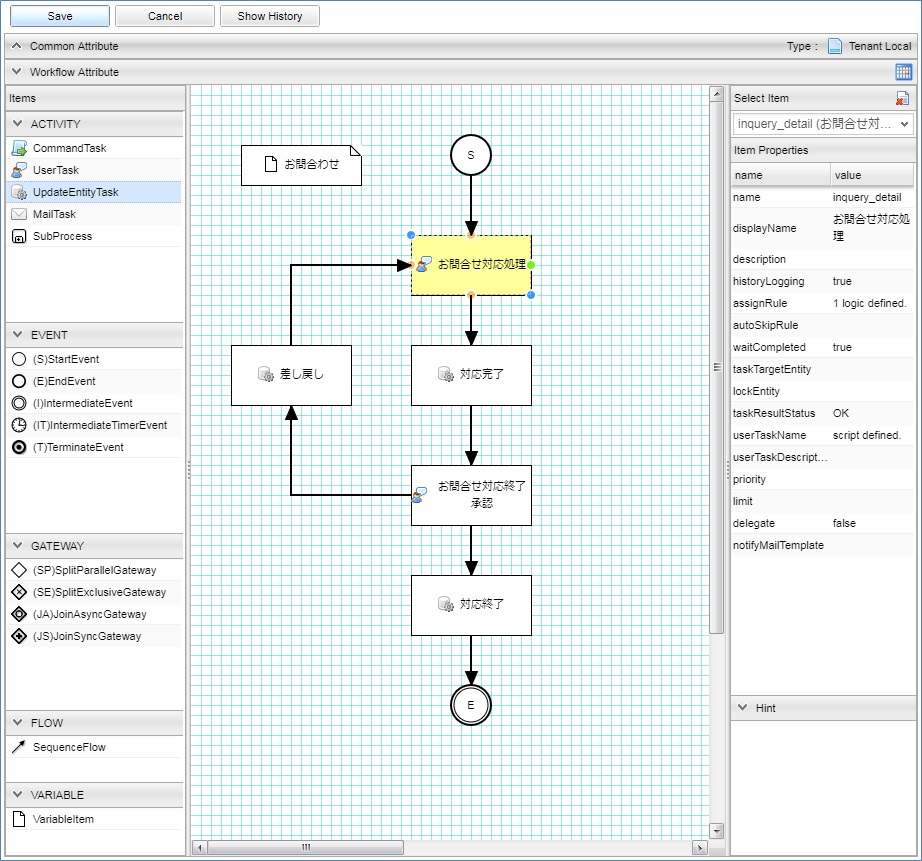 Save
Cancel
Show History
Common Attribute
Type :
Tenant Local
Workflow Attribute
Items
ACTIVITY
CommandTask
UserTask
UpdateEntityTask
MailTask
SubProcess
EVENT
(S)StartEvent
(E)EndEvent
(I)IntermediateEvent
(IT)IntermediateTimerEvent
(T)TerminateEvent
GATEWAY
(SP)SplitParallelGateway
(SE)SplitExclusiveGateway
(JA)JoinAsyncGateway
(JS)JoinSyncGateway
FLOW
SequenceFlow
VARIABLE
VariableItem
お問合わせ
S
お問合せ対応処理
差し戻し
対応完了
お問合せ対応終了
承認
対応終了
E
Select Item
inquery_detail (お問合せ対...
Item Properties
name value
name inquery_detail
displayName お問合せ対応処
理
description
historyLogging true
assignRule 1 logic defined.
autoSkipRule
waitCompleted true
taskTargetEntity
lockEntity
taskResultStatus OK
userTaskName script defined.
userTaskDescript...
priority
limit
delegate false
notifyMailTemplate
Hint